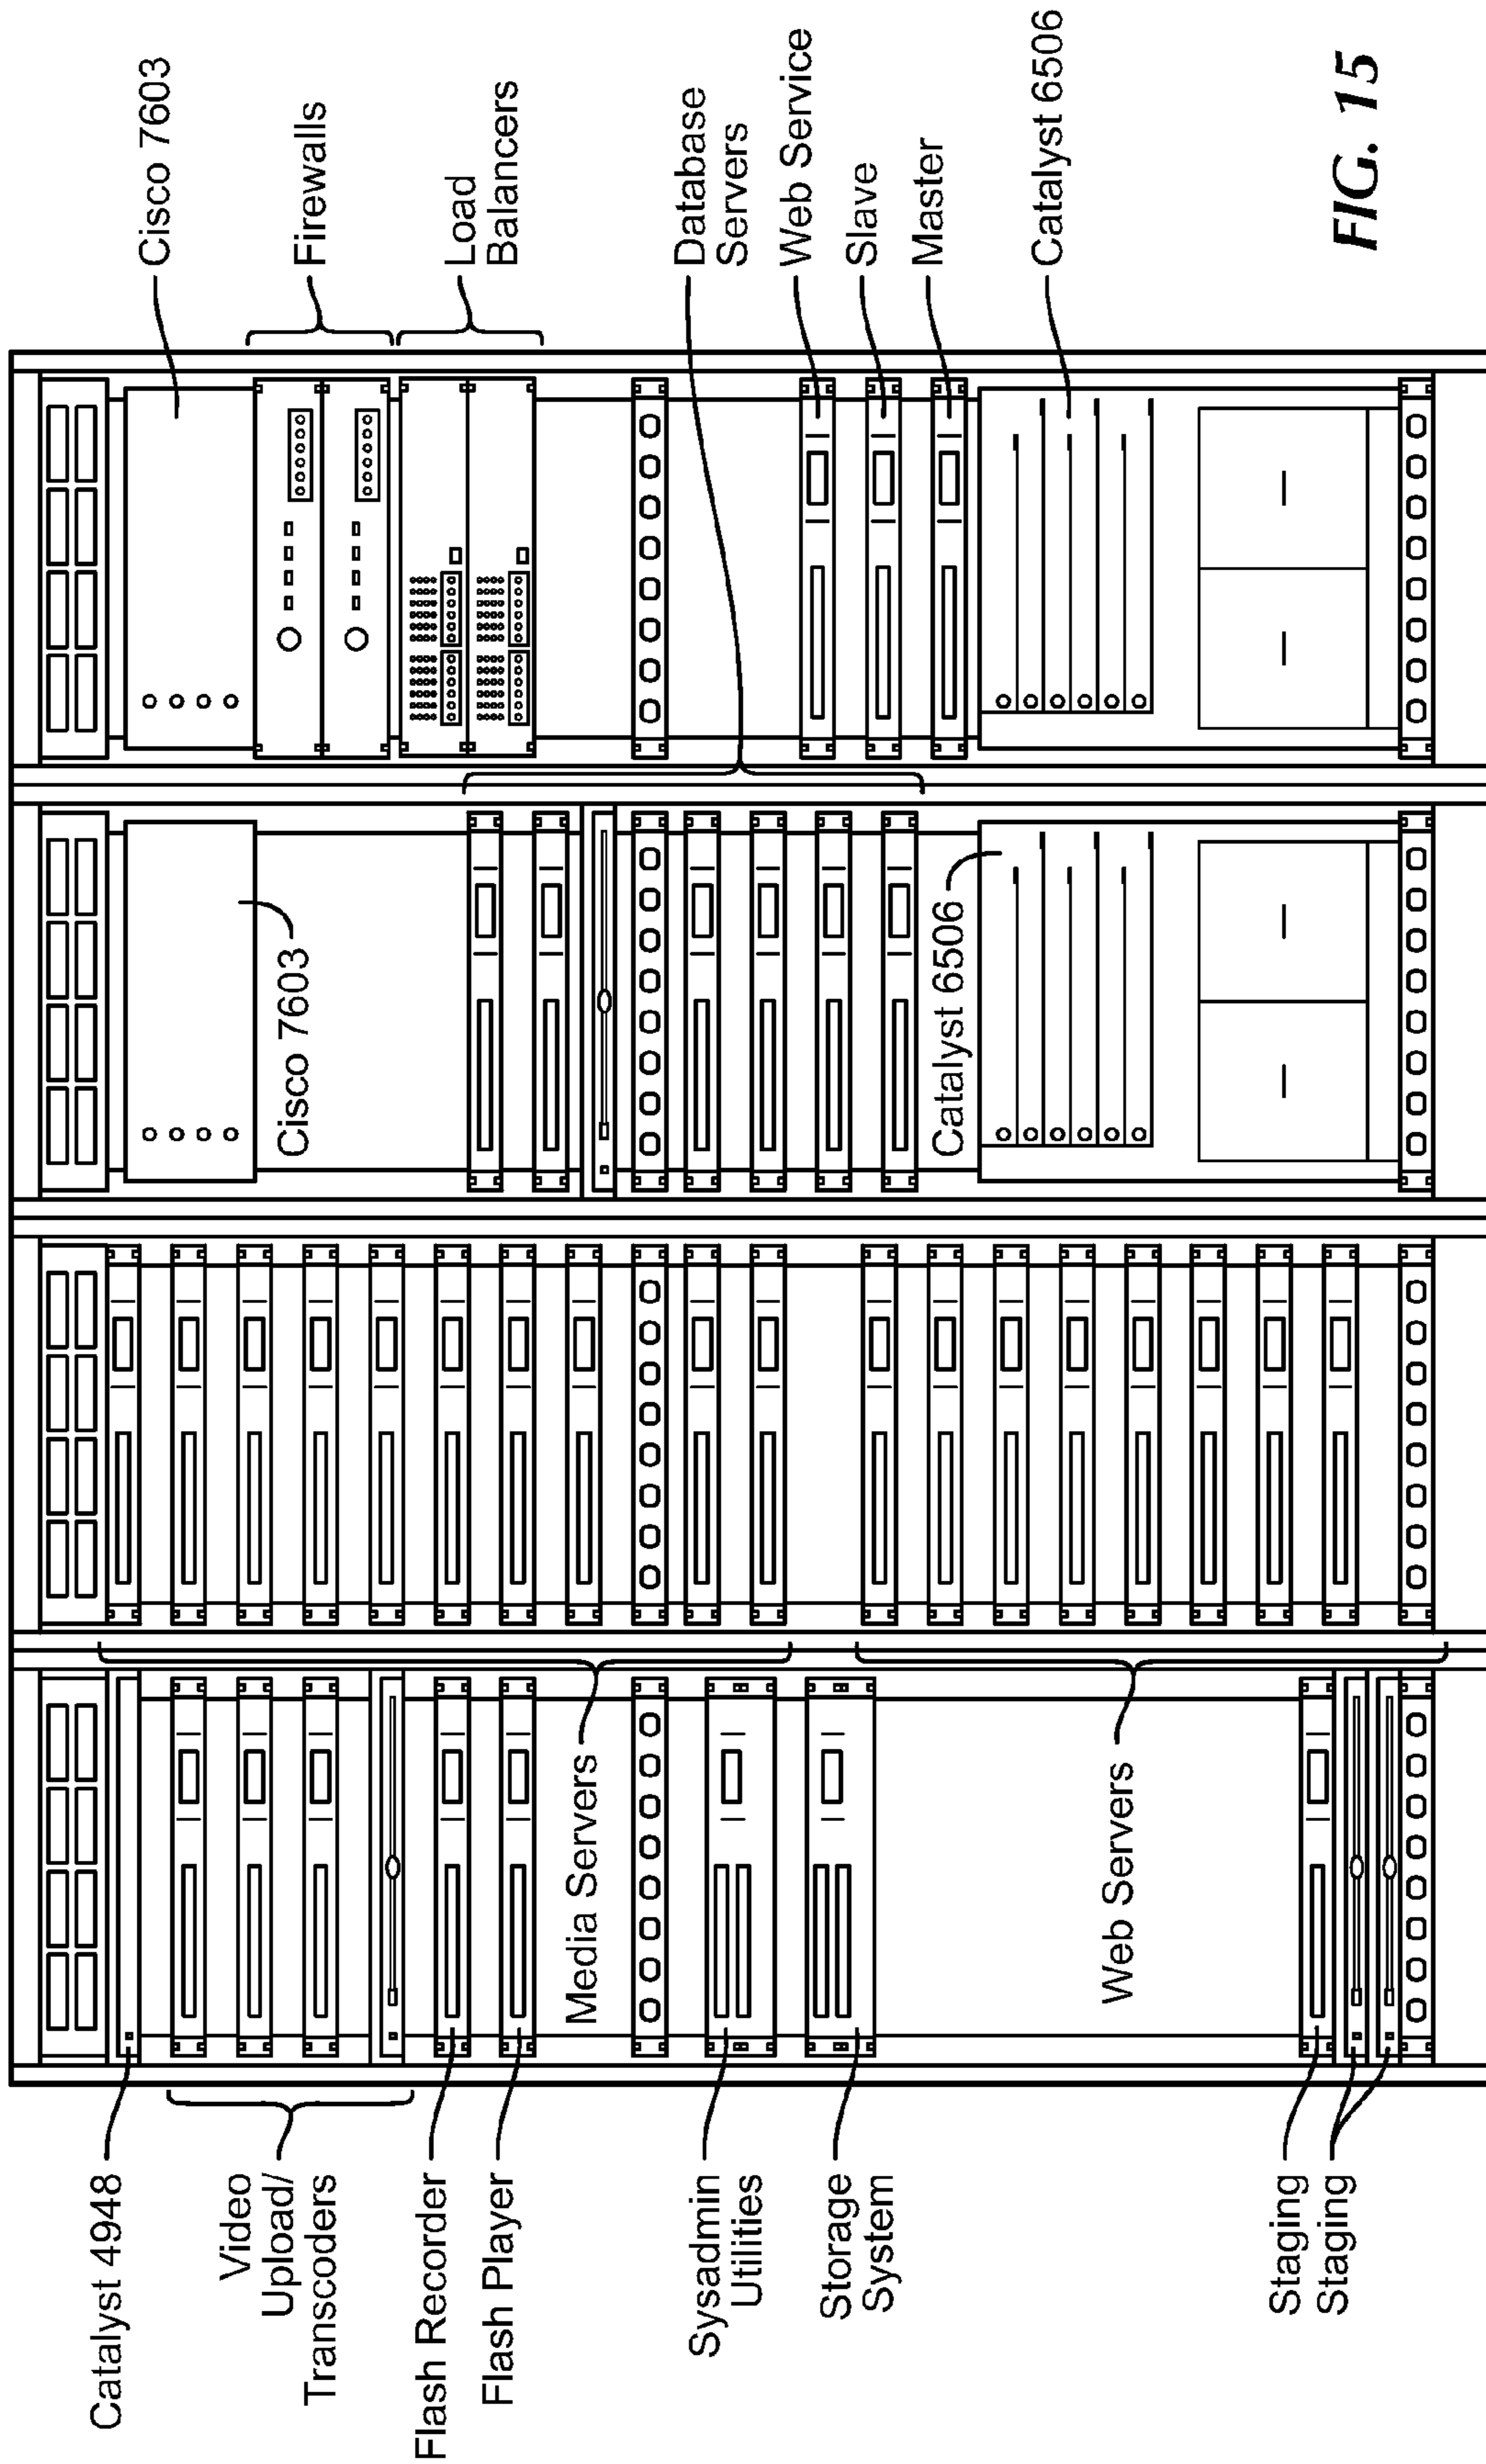 Catalyst 4948
Video
Upload/
Transcoders
Flash Recorder
Flash Player
Sysadmin
Utilities
Storage
System
Staging
Staging
Media Servers
Web Servers
Cisco 7603
Catalyst 6506
Cisco 7603
Firewalls
Load
Balancers
Database
Servers
Web Service
Slave
Master
Catalyst 6506
FIG. 15